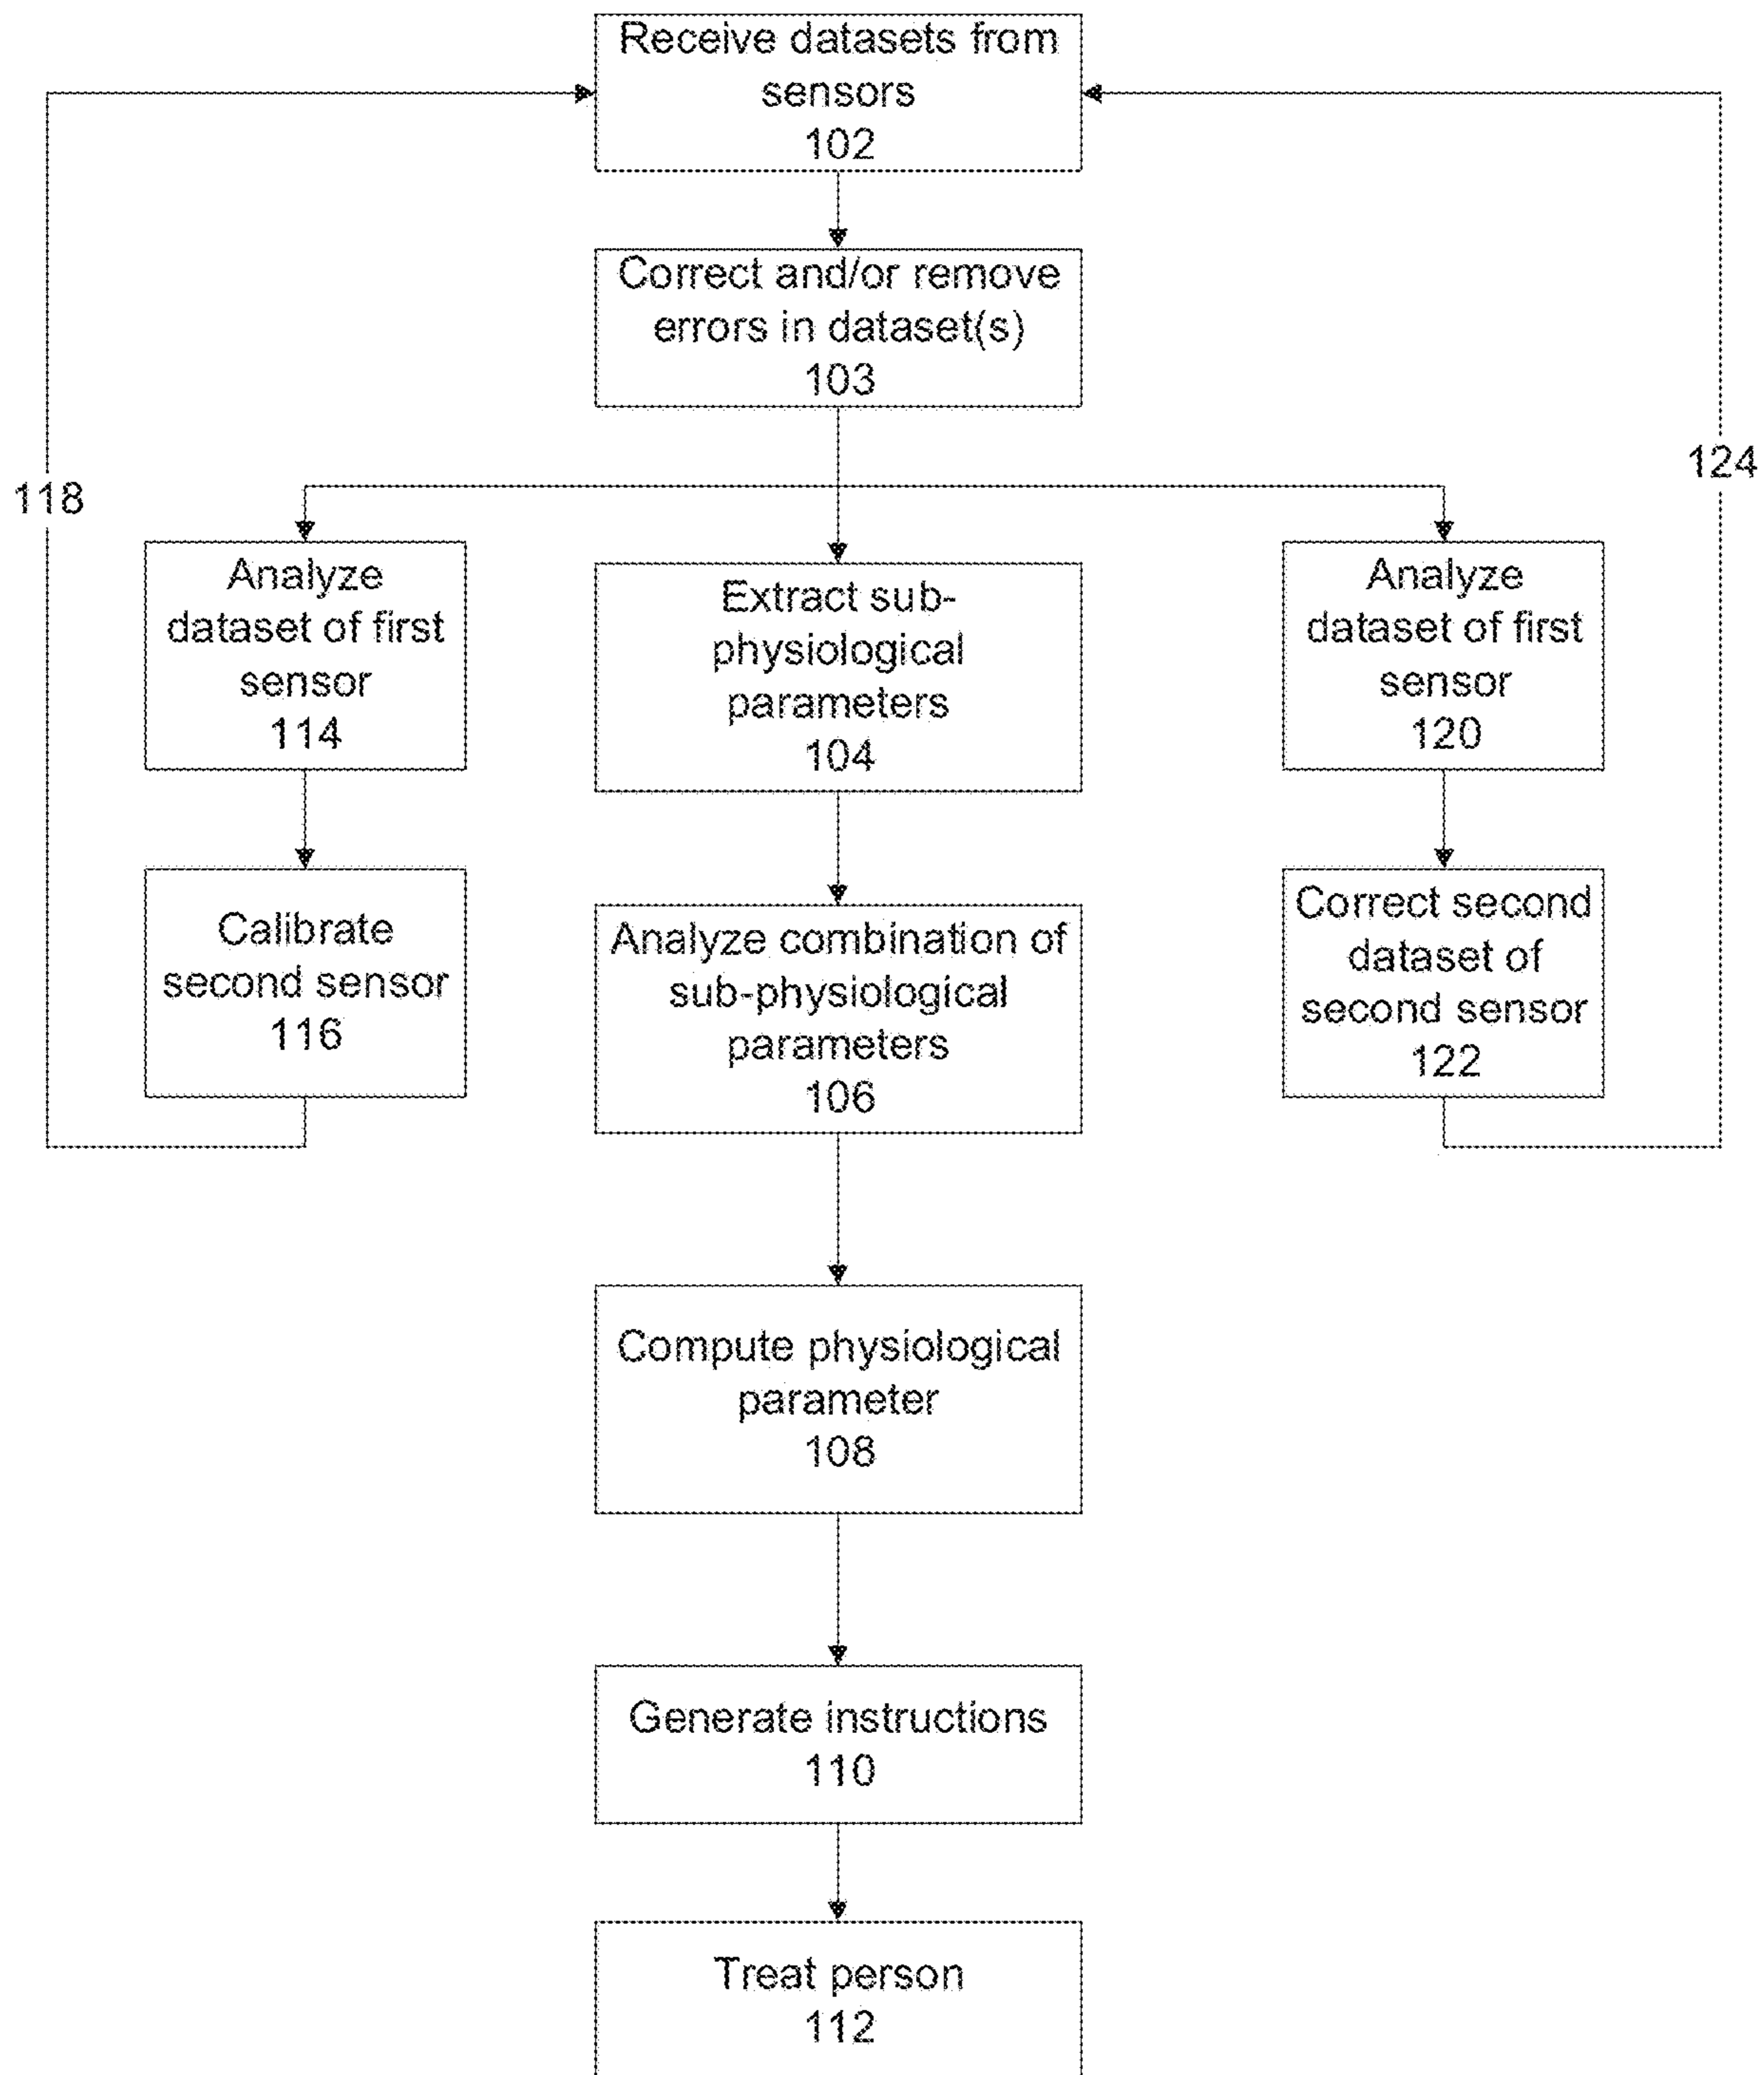 Receive datasets from
sensors
102
Correct and/or remove
errors in dataset(s)
103
118
124
Analyze
dataset of first
sensor
114
Extract sub-
physiological
parameters
104
Analyze
dataset of first
sensor
120
Calibrate
second sensor
116
Analyze combination of
sub-physiological
parameters
106
Correct second
dataset of
second sensor
122
Compute physiological
parameter
108
Generate instructions
110
Treat person
112